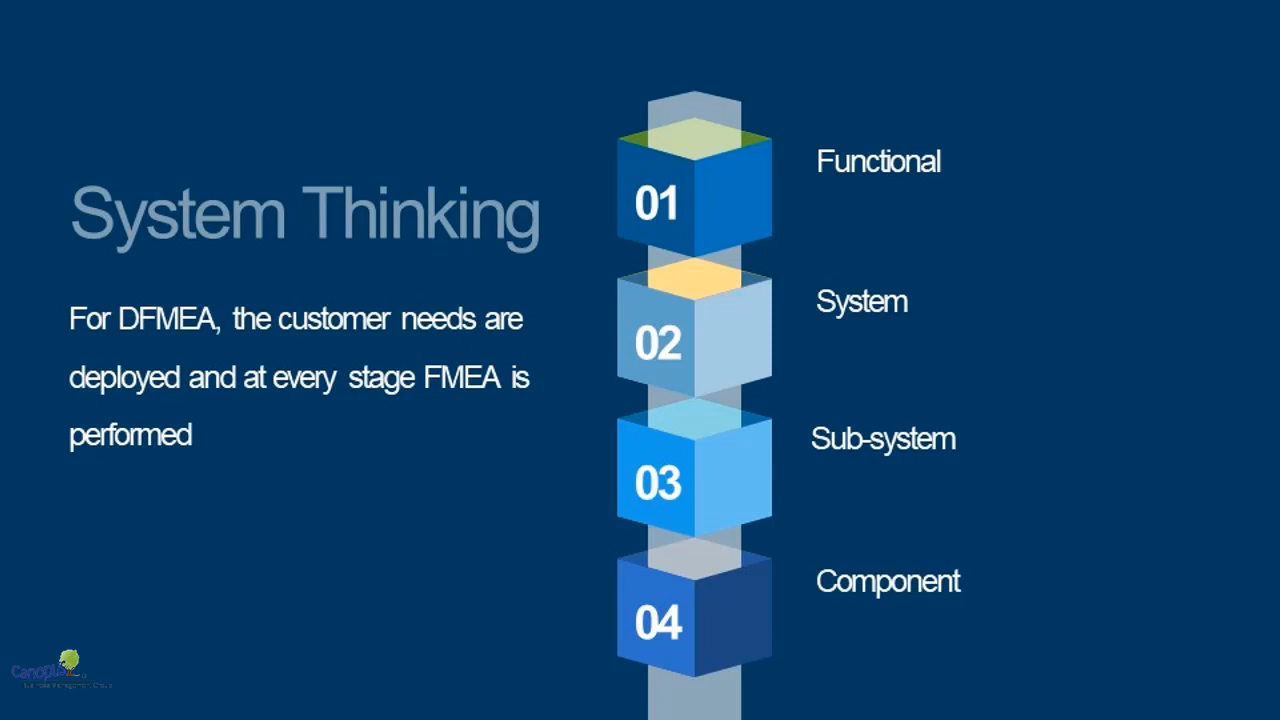 System Thinking
For DFMEA, the customer needs are
deployed and at every stage FMEA is
performed
01
Functional
02
System
03
Sub-system
04
Component
Canopus